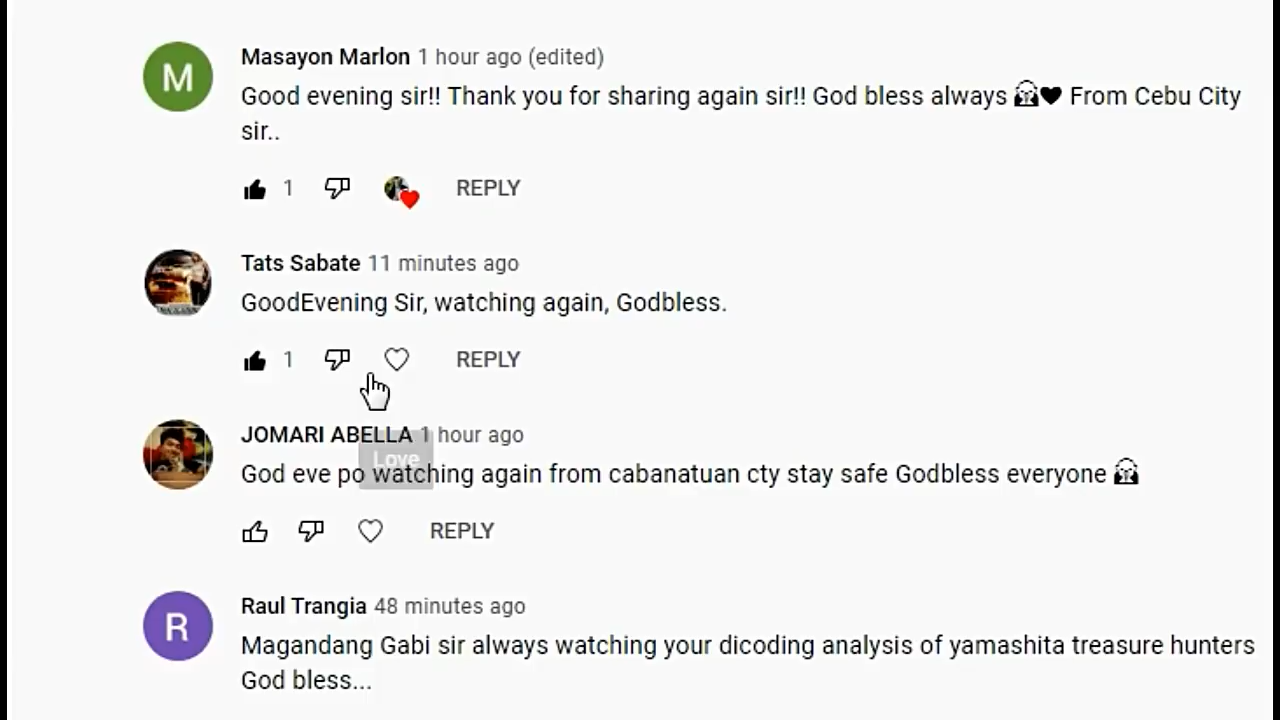 M
Masayon Marlon 1 hour ago (edited)
Good evening sir!! Thank you for sharing again sir!! God bless always From Cebu City
sir..
1 REPLY
Tats Sabate 11 minutes ago
GoodEvening Sir, watching again, Godbless.
1 REPLY
JOMARI ABELLA 1 hour ago
Love
God eve po watching again from cabanatuan cty stay safe Godbless everyone
REPLY
R
Raul Trangia 48 minutes ago
Magandang Gabi sir always watching your dicoding analysis of yamashita treasure hunters
God bless...